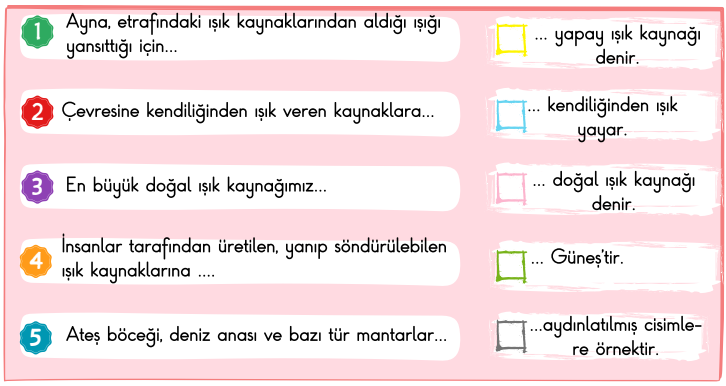 1 Ayna, etrafındaki ışık kaynaklarından aldığı ışığı
yansıttığı için...
... yapay ışık kaynağı
denir.
2 Çevresine kendiliğinden ışık veren kaynaklara...
... kendiliğinden ışık
yayar.
3 En büyük doğal ışık kaynağımız...
... doğal ışık kaynağı
denir.
4 İnsanlar tarafından üretilen, yanıp söndürülebilen
ışık kaynaklarına ....
... Güneş'tir.
5 Ateş böceği, deniz anası ve bazı tür mantarlar...
...aydınlatılmış cisimle-
re örnektir.